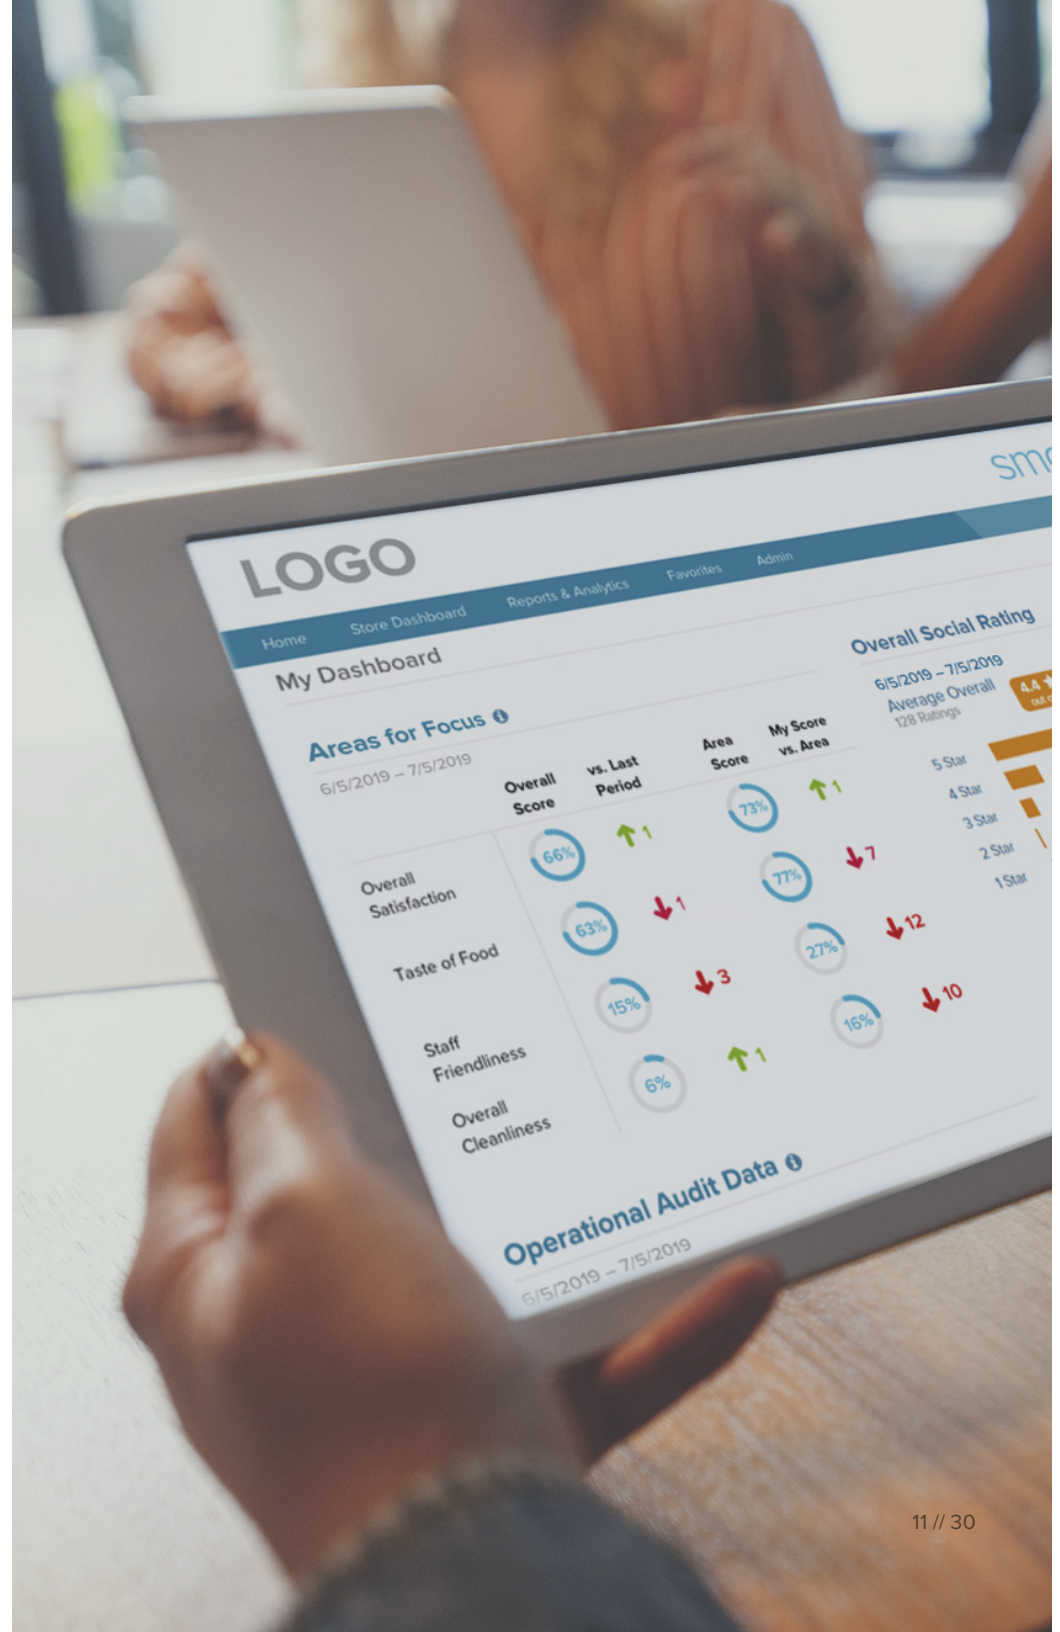 LOGO
Home Store Dashboard Reports & Analytics Favorites Admin
My Dashboard
Areas for Focus
6/5/2019 – 7/5/2019
Overall
Score
vs. Last
Period
Area
Score
My Score
vs. Area
Overall
Satisfaction
66% 1 73% 1
Taste of Food
63% 1 77% 7
Staff
Friendliness
15% 3 27% 12
Overall
Cleanliness
6% 1 16% 10
Overall Social Rating
6/5/2019 – 7/5/2019
Average Overall
128 Ratings
4.4
5 Star
4 Star
3 Star
2 Star
1 Star
Operational Audit Data
6/5/2019 – 7/5/2019
11 // 30